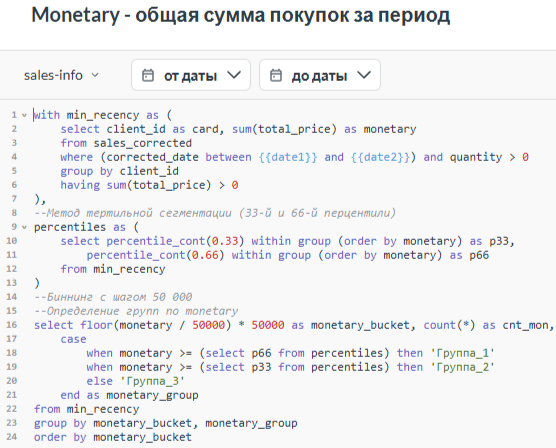 Monetary - общая сумма покупок за период
sales-info от даты до даты
1 with min_recency as (
2 select client_id as card, sum(total_price) as monetary
3 from sales_corrected
4 where (corrected_date between {{date1}} and {{date2}}) and quantity > 0
5 group by client_id
6 having sum(total_price) > 0
7 ),
8 --Метод тертильной сегментации (33-й и 66-й перцентили)
9 percentiles as (
10 select percentile_cont(0.33) within group (order by monetary) as p33,
11 percentile_cont(0.66) within group (order by monetary) as p66
12 from min_recency
13 )
14 --Биннинг с шагом 50 000
15 --Определение групп по monetary
16 select floor(monetary / 50000) * 50000 as monetary_bucket, count(*) as cnt_mon,
17 case
18 when monetary >= (select p66 from percentiles) then 'Группа_1'
19 when monetary >= (select p33 from percentiles) then 'Группа_2'
20 else 'Группа_3'
21 end as monetary_group
22 from min_recency
23 group by monetary_bucket, monetary_group
24 order by monetary_bucket